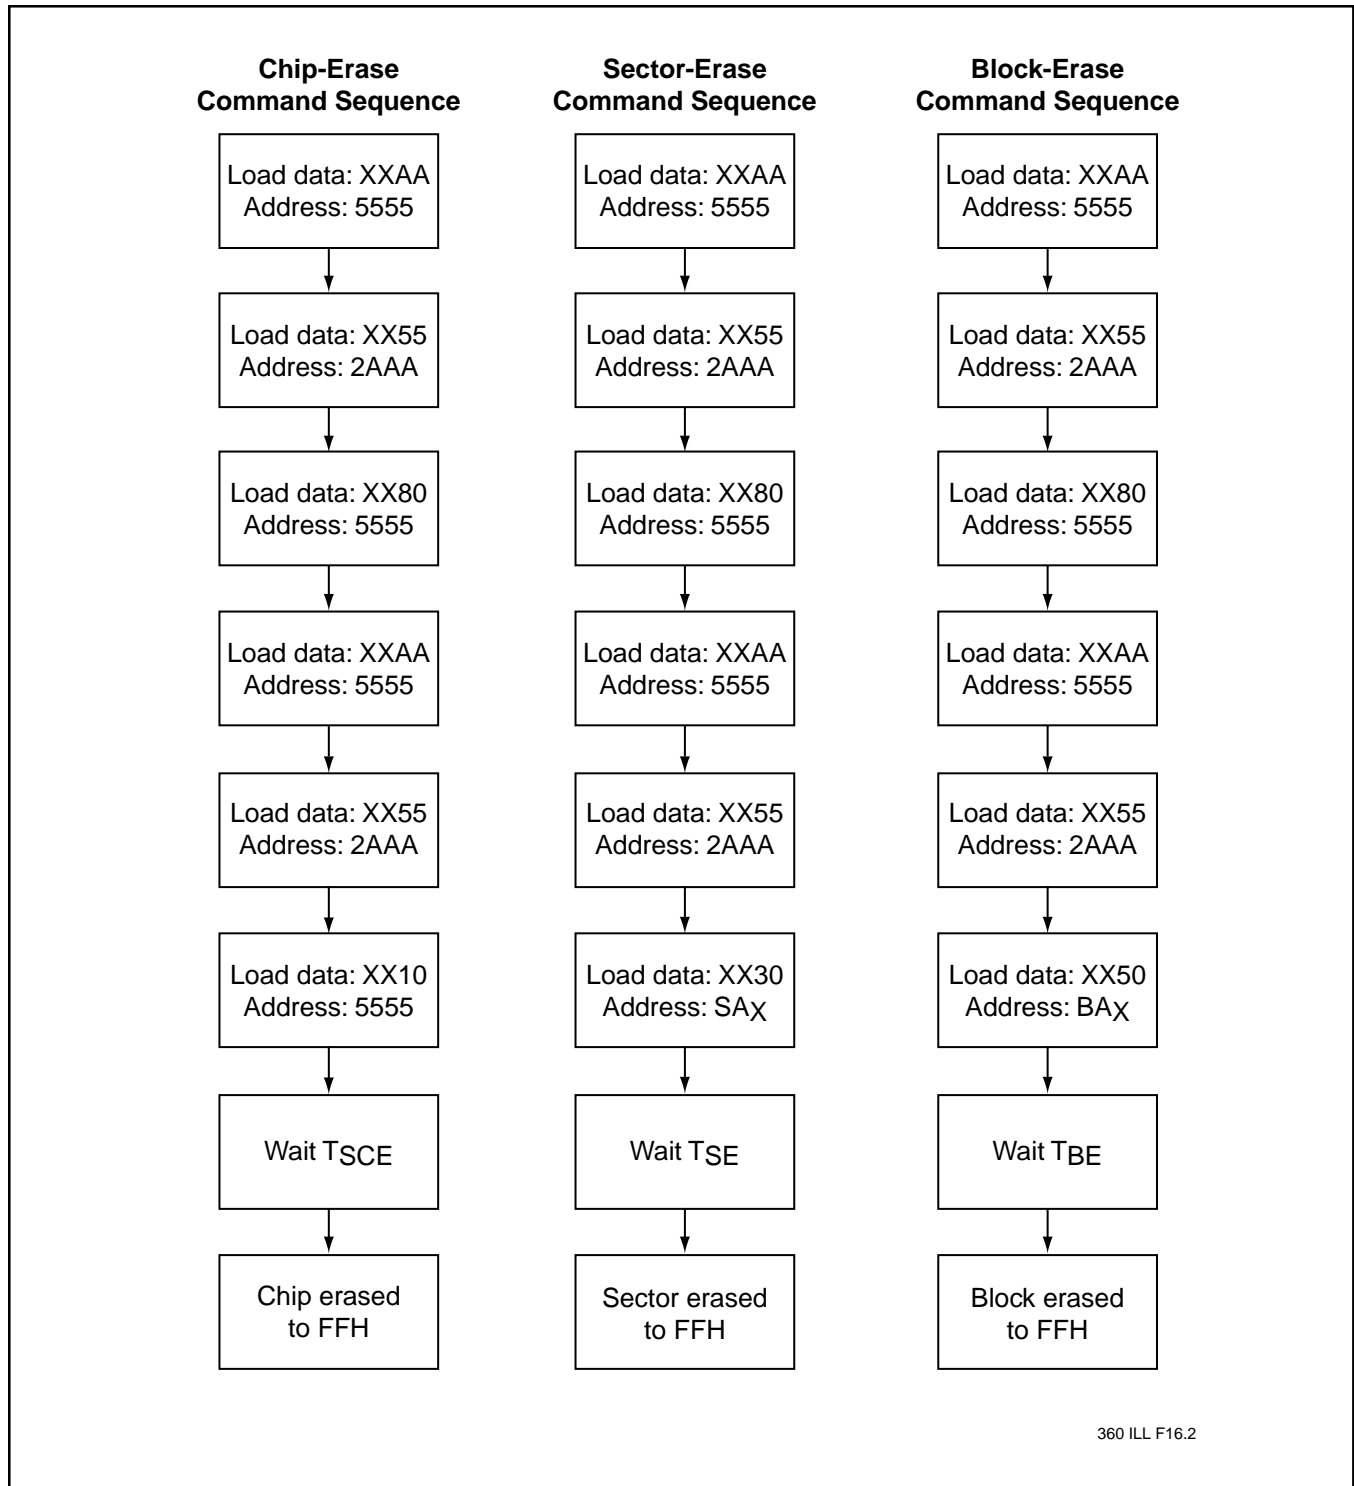 Chip-Erase
Command Sequence
Load data: XXAA
Address: 5555
Load data: XX55
Address: 2AAA
Load data: XX80
Address: 5555
Load data: XXAA
Address: 5555
Load data: XX55
Address: 2AAA
Load data: XX10
Address: 5555
Wait TSCE
Chip erased
to FFH
Sector-Erase
Command Sequence
Load data: XXAA
Address: 5555
Load data: XX55
Address: 2AAA
Load data: XX80
Address: 5555
Load data: XXAA
Address: 5555
Load data: XX55
Address: 2AAA
Load data: XX30
Address: SAX
Wait TSE
Sector erased
to FFH
Block-Erase
Command Sequence
Load data: XXAA
Address: 5555
Load data: XX55
Address: 2AAA
Load data: XX80
Address: 5555
Load data: XXAA
Address: 5555
Load data: XX55
Address: 2AAA
Load data: XX50
Address: BAX
Wait TBE
Block erased
to FFH
360 ILL F16.2